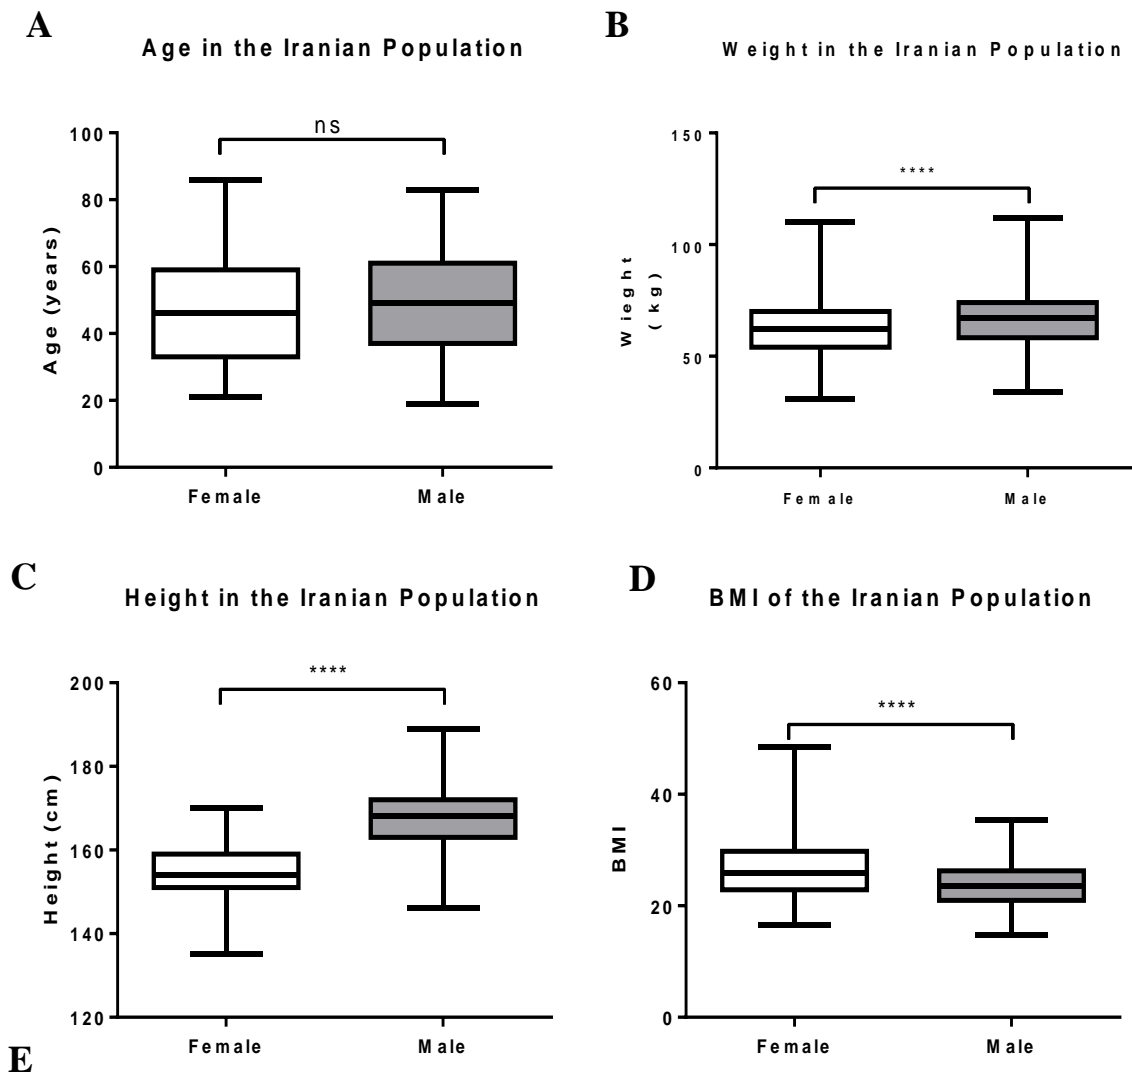 A
Age in the Iranian Population
ns
100
80
60
40
20
0
Age (years)
Female
Male
B
Weight in the Iranian Population
****
150
100
50
0
Wieght
(kg)
Female
Male
C
Height in the Iranian Population
****
200
180
160
140
120
Height (cm)
Female
Male
D
BMI of the Iranian Population
****
60
40
20
0
BMI
Female
Male
E